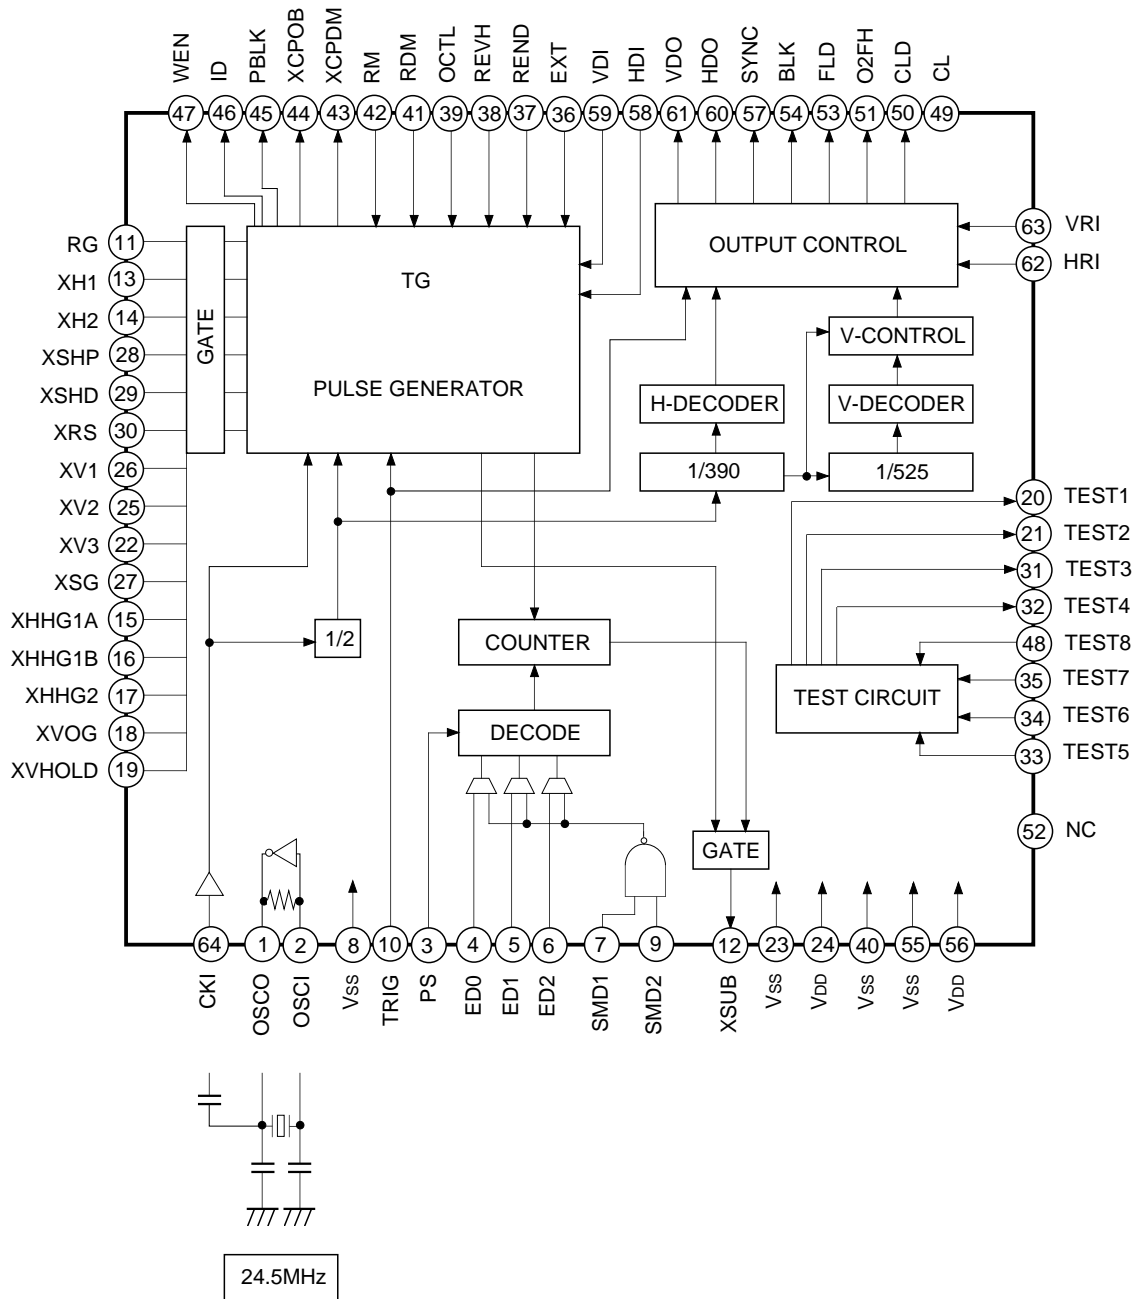 WEN
ID
PBLK
XCPOB
XCPDM
RM
RDM
OCTL
REVH
REND
EXT
VDI
HDI
VDO
HDO
SYNC
BLK
FLD
O2FH
CLD
CL
47
46
45
44
43
42
41
39
38
37
36
59
58
61
60
57
54
53
51
50
49
RG
11
XH1
13
XH2
14
XSHP
28
XSHD
29
XRS
30
XV1
26
XV2
25
XV3
22
XSG
27
XHHG1A
15
XHHG1B
16
XHHG2
17
XVOG
18
XVHOLD
19
GATE
TG
PULSE GENERATOR
OUTPUT CONTROL
63
VRI
62
HRI
V-CONTROL
H-DECODER
V-DECODER
1/390
1/525
20
TEST1
21
TEST2
31
TEST3
32
TEST4
48
TEST8
35
TEST7
34
TEST6
33
TEST5
52
NC
1/2
COUNTER
DECODE
TEST CIRCUIT
GATE
64
1
2
8
10
3
4
5
6
7
9
12
23
24
40
55
56
CKI
OSCO
OSCI
VSS
TRIG
PS
ED0
ED1
ED2
SMD1
SMD2
XSUB
VSS
VDD
VSS
VSS
VDD
24.5MHz